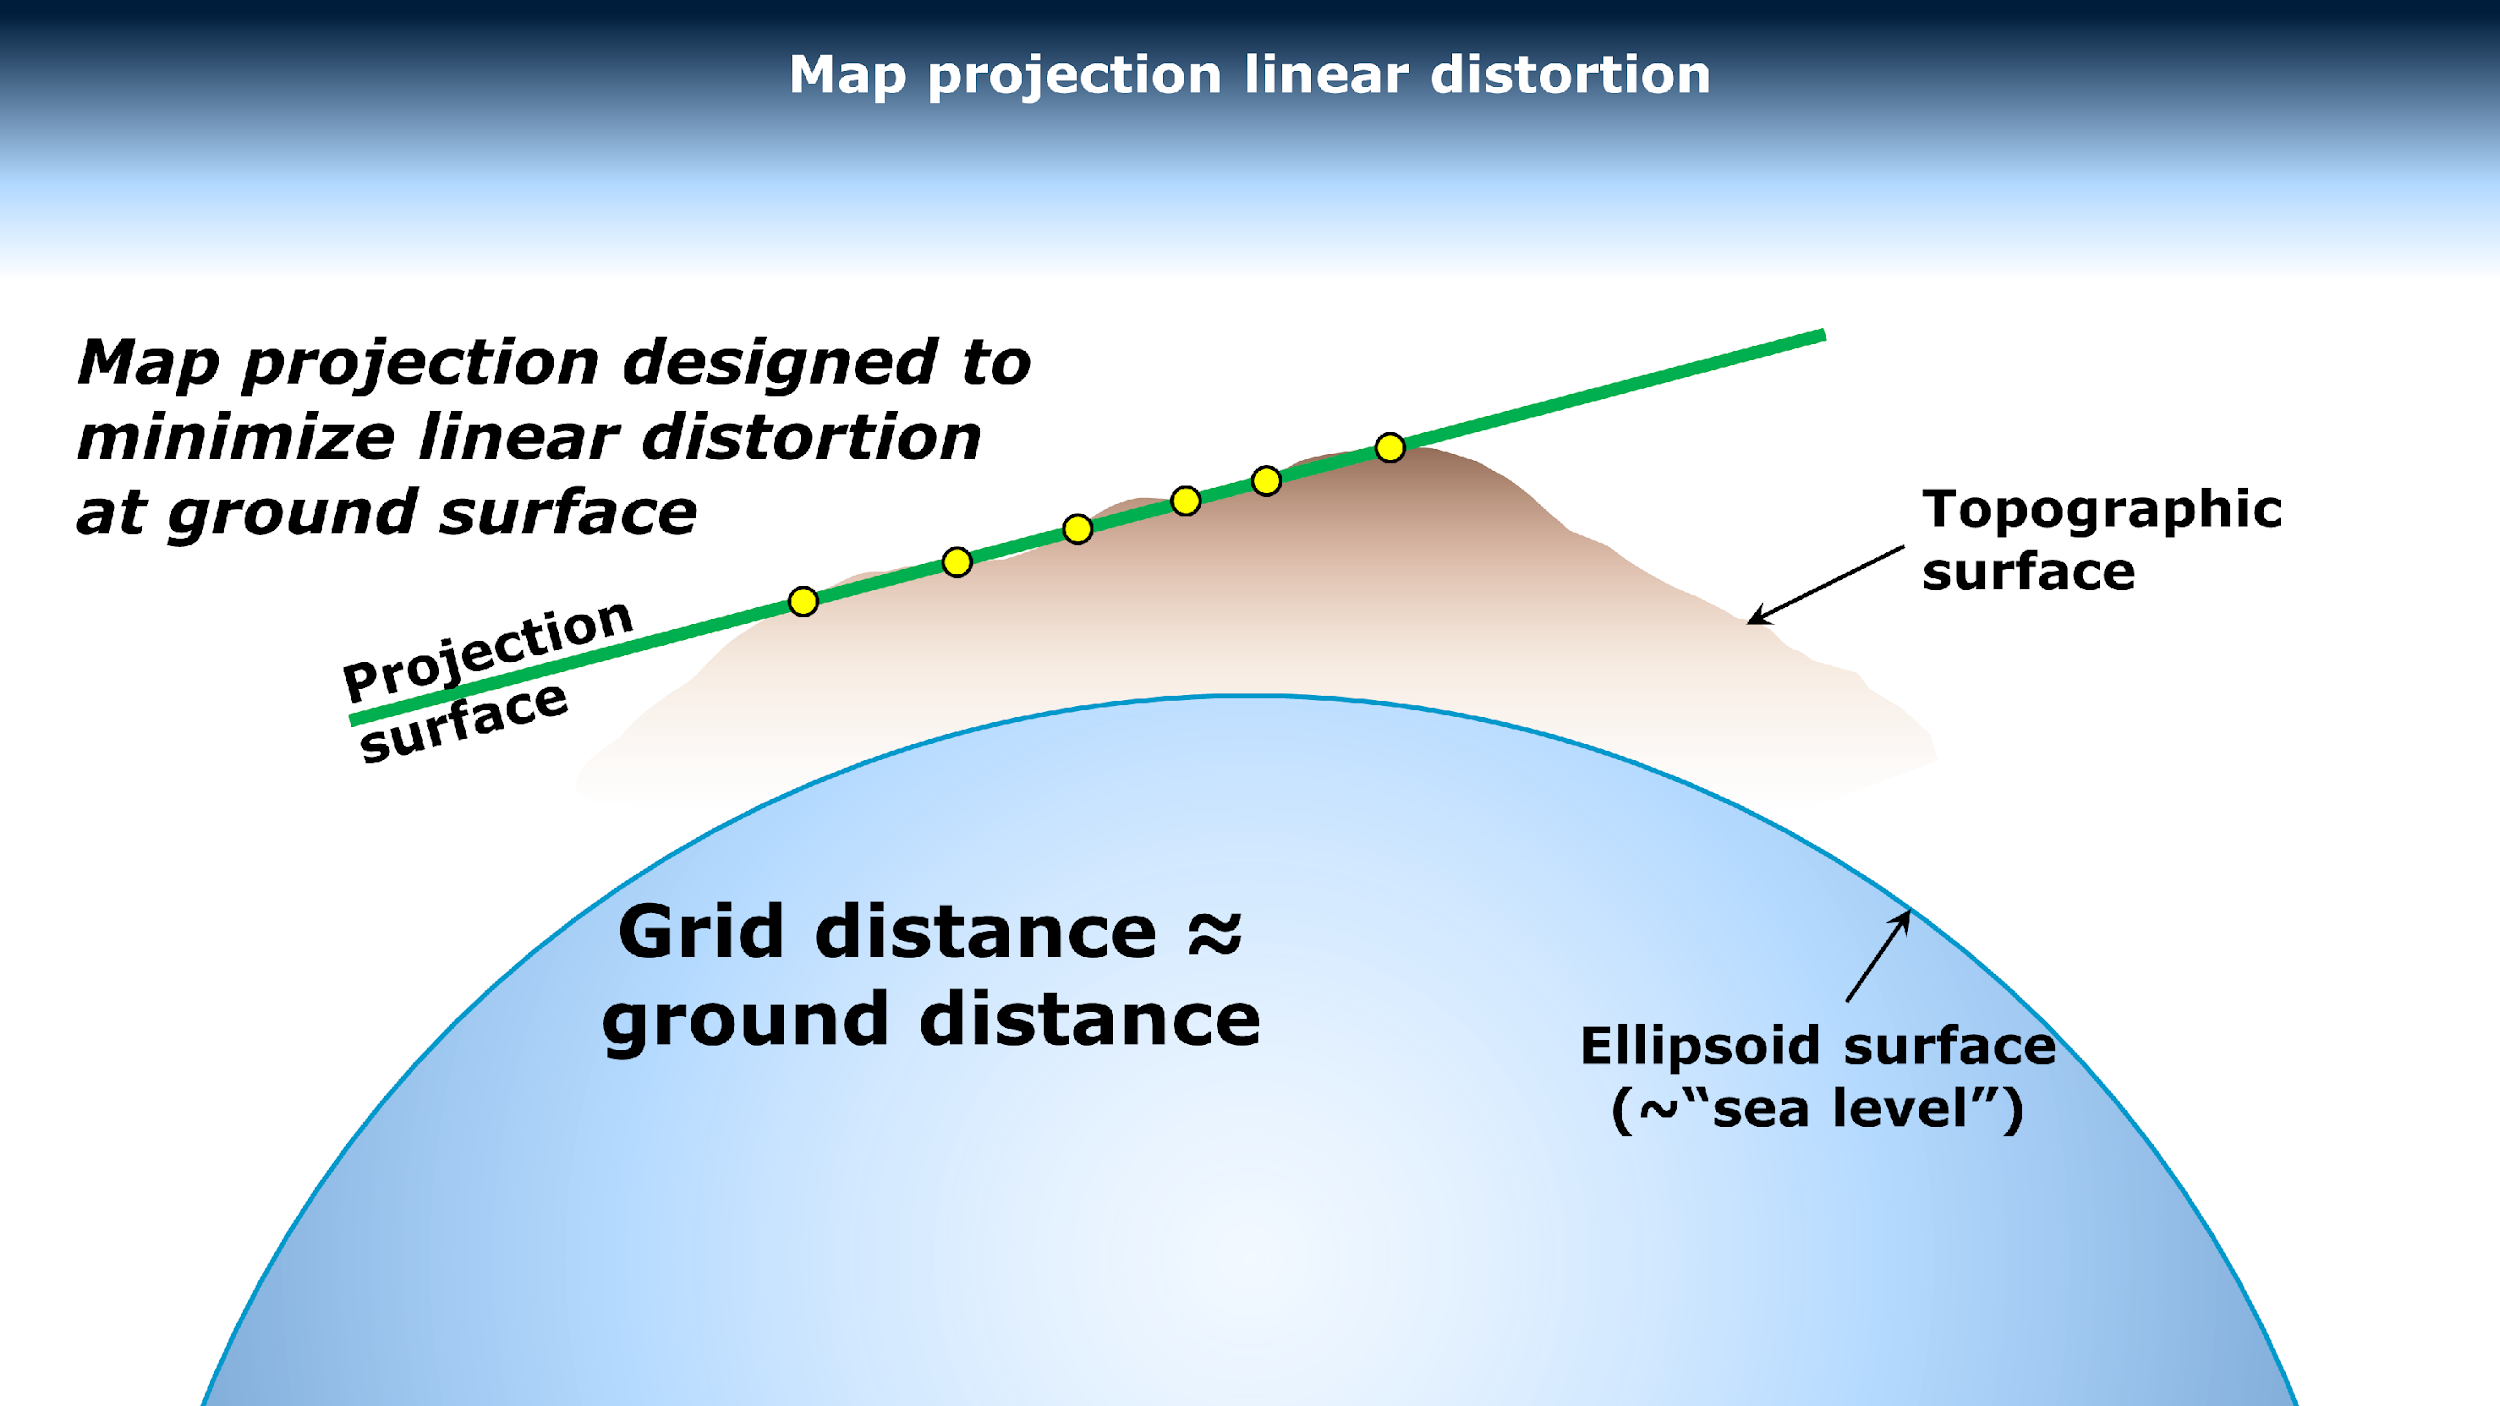 Map projection linear distortion
Map projection designed to
minimize linear distortion
at ground surface
Topographic
surface
Projection
surface
Grid distance ≈
ground distance
Ellipsoid surface
(~“sea level”)